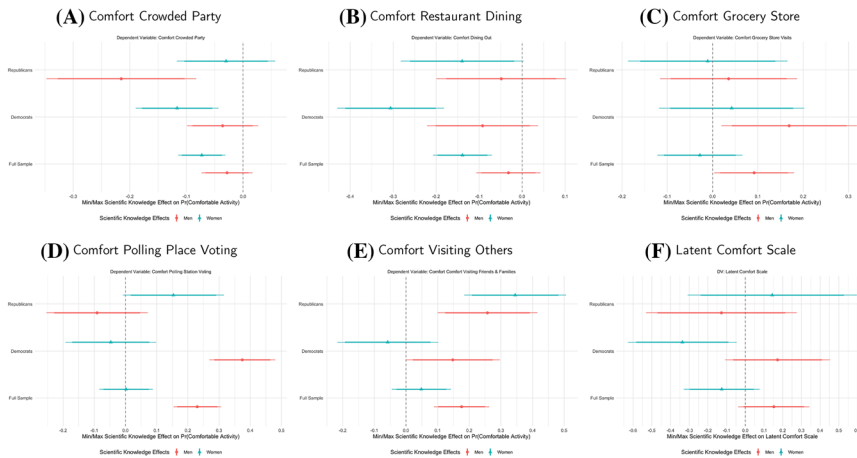 (A) Comfort Crowded Party
Dependent Variable: Comfort Crowded Party
Republicans
Democrats
Full Sample
-0.3 -0.2 -0.1 0.0
Min/Max Scientific Knowledge Effect on Pr(Comfortable Activity)
Scientific Knowledge Effects Men Women
(B) Comfort Restaurant Dining
Dependent Variable: Comfort Dining Out
Republicans
Democrats
Full Sample
-0.4 -0.3 -0.2 -0.1 0.0 0.1
Min/Max Scientific Knowledge Effect on Pr(Comfortable Activity)
Scientific Knowledge Effects Men Women
(C) Comfort Grocery Store
Dependent Variable: Comfort Grocery Store Visits
Republicans
Democrats
Full Sample
-0.2 -0.1 0.0 0.1 0.2 0.3
Min/Max Scientific Knowledge Effect on Pr(Comfortable Activity)
Scientific Knowledge Effects Men Women
(D) Comfort Polling Place Voting
Dependent Variable: Comfort Polling Station Voting
Republicans
Democrats
Full Sample
-0.2 -0.1 0.0 0.1 0.2 0.3 0.4 0.5
Min/Max Scientific Knowledge Effect on Pr(Comfortable Activity)
Scientific Knowledge Effects Men Women
(E) Comfort Visiting Others
Dependent Variable: Comfort Comfort Visiting Friends & Families
Republicans
Democrats
Full Sample
-0.2 -0.1 0.0 0.1 0.2 0.3 0.4 0.5
Min/Max Scientific Knowledge Effect on Pr(Comfortable Activity)
Scientific Knowledge Effects Men Women
(F) Latent Comfort Scale
DV: Latent Comfort Scale
Republicans
Democrats
Full Sample
-0.6 -0.5 -0.4 -0.3 -0.2 -0.1 0.0 0.1 0.2 0.3 0.4 0.5 0.6
Min/Max Scientific Knowledge Effect on Latent Comfort Scale
Scientific Knowledge Effects Men Women